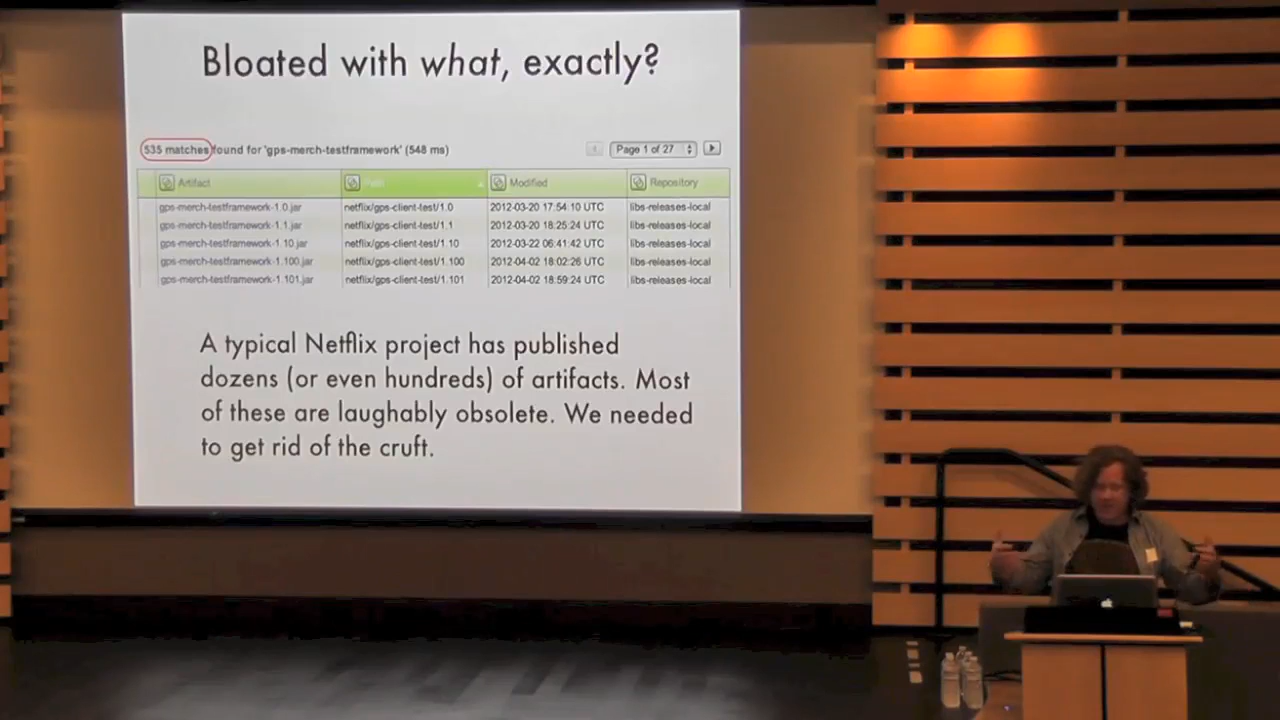 Bloated with what, exactly?
535 matches found for 'gps-merch-testframework' (548 ms)
Page 1 of 27
Artifact Modified Repository
gps-merch-testframework-1.0.jar netflix/gps-client-test/1.0 2012-03-20 17:54:10 UTC libs-releases-local
gps-merch-testframework-1.1.jar netflix/gps-client-test/1.1 2012-03-20 18:25:24 UTC libs-releases-local
gps-merch-testframework-1.10.jar netflix/gps-client-test/1.10 2012-03-22 06:41:42 UTC libs-releases-local
gps-merch-testframework-1.100.jar netflix/gps-client-test/1.100 2012-04-02 18:02:26 UTC libs-releases-local
gps-merch-testframework-1.101.jar netflix/gps-client-test/1.101 2012-04-02 18:59:24 UTC libs-releases-local
A typical Netflix project has published
dozens (or even hundreds) of artifacts. Most
of these are laughably obsolete. We needed
to get rid of the cruft.